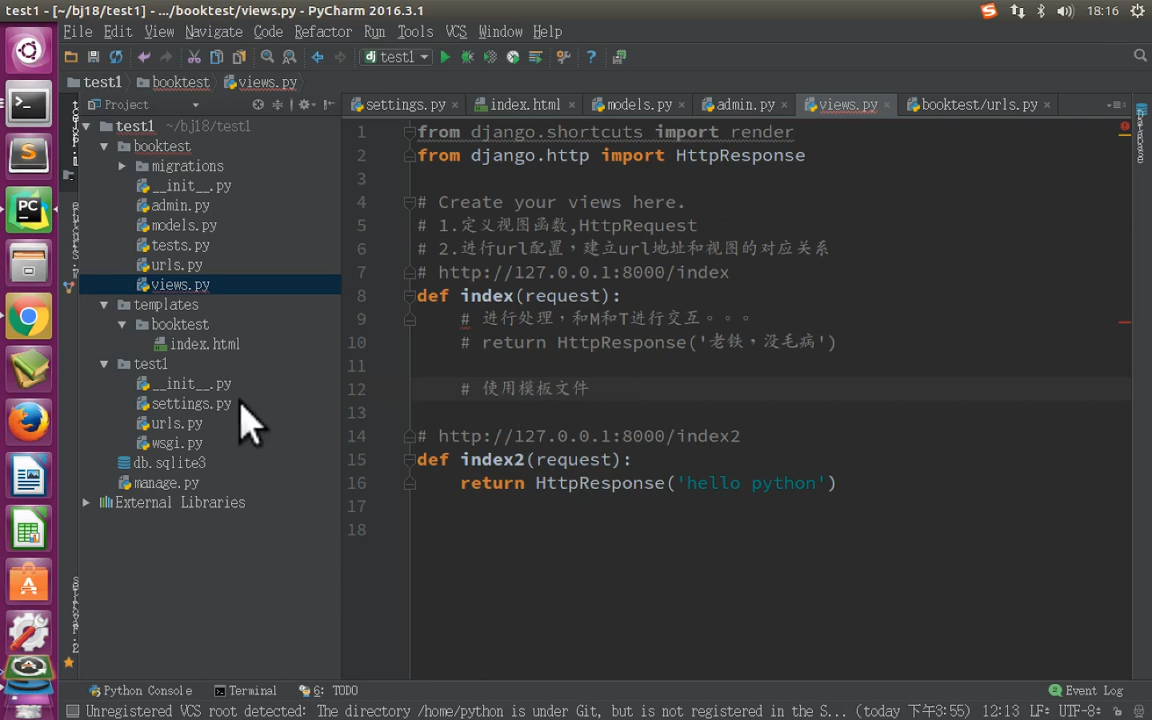 test1 - [~/bj18/test1] - .../booktest/views.py - PyCharm 2016.3.1
18:16
File Edit View Navigate Code Refactor Run Tools VCS Window Help
test1
test1 booktest views.py
Project
settings.py index.html models.py admin.py views.py booktest/urls.py
test1 ~/bj18/test1
booktest
migrations
__init__.py
admin.py
models.py
tests.py
urls.py
views.py
templates
booktest
index.html
test1
__init__.py
settings.py
urls.py
wsgi.py
db.sqlite3
manage.py
External Libraries
1 from django.shortcuts import render
2 from django.http import HttpResponse
3
4 # Create your views here.
5 # 1.定义视图函数,HttpRequest
6 # 2.进行url配置，建立url地址和视图的对应关系
7 # http://127.0.0.1:8000/index
8 def index(request):
9 # 进行处理，和M和T进行交互。。。
10 # return HttpResponse('老铁，没毛病')
11
12 # 使用模板文件
13
14 # http://127.0.0.1:8000/index2
15 def index2(request):
16 return HttpResponse('hello python')
17
18
Python Console Terminal 6: TODO Event Log
Unregistered VCS root detected: The directory /home/python is under Git, but is not registered in the S... (today 下午3:55) 12:13 LF÷ UTF-8÷